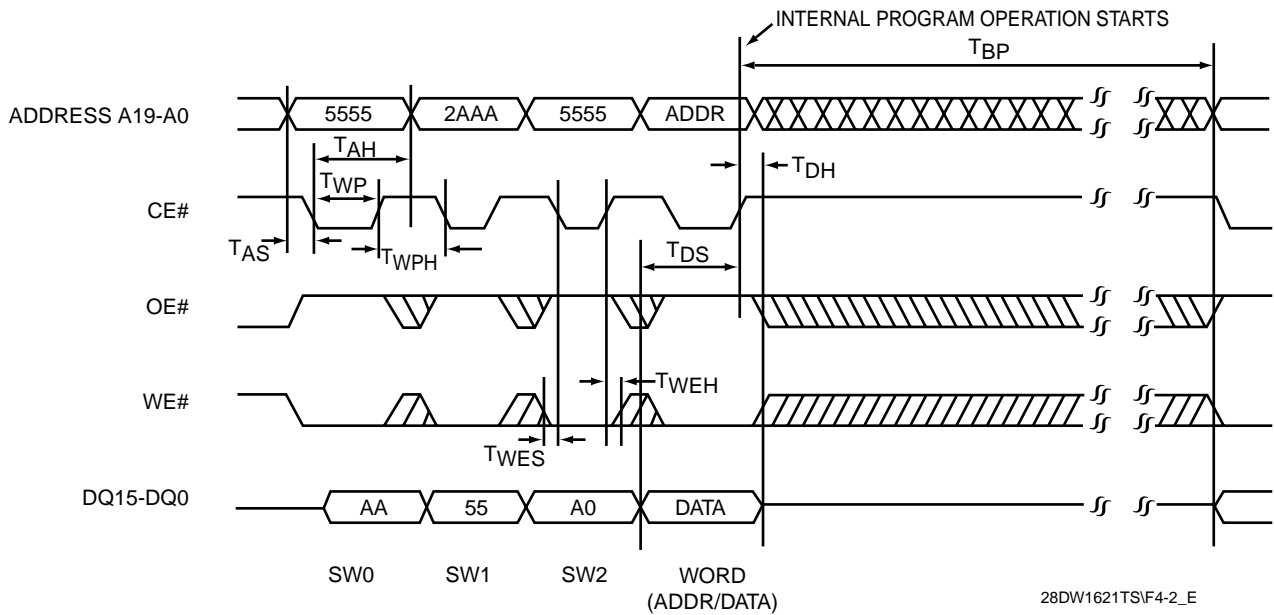 INTERNAL PROGRAM OPERATION STARTS
TBP
ADDRESS A19-A0
5555
2AAA
5555
ADDR
TAH
TDH
TWP
CE#
TAS
TWPH
TDS
OE#
WE#
TWEH
TWES
DQ15-DQ0
AA
55
A0
DATA
SW0
SW1
SW2
WORD
(ADDR/DATA)
28DW1621TS\F4-2_E